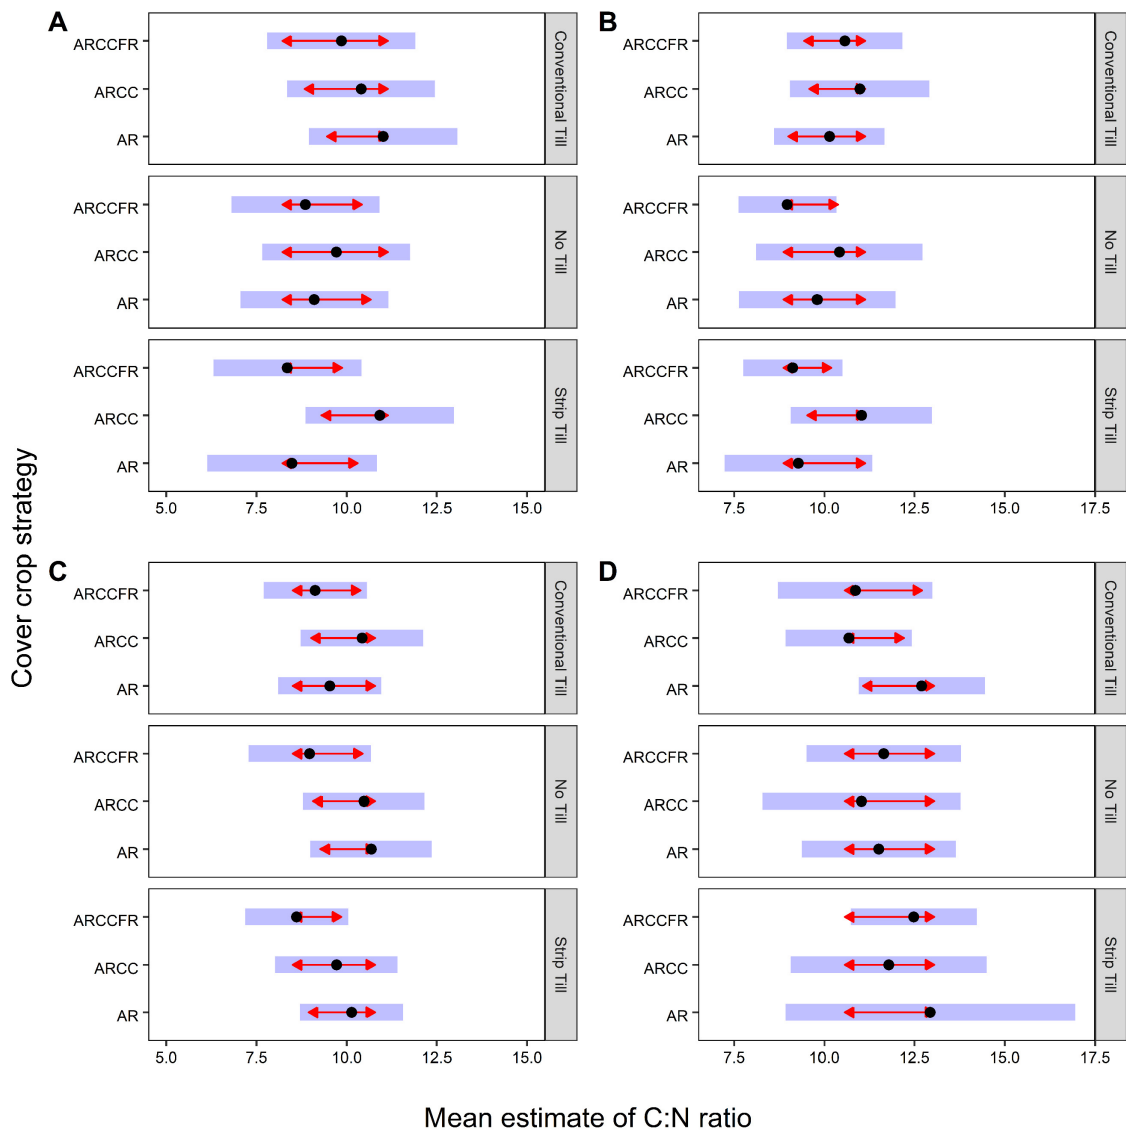 A
ARCCFR
ARCC
AR
Conventional Till
ARCCFR
ARCC
AR
No Till
ARCCFR
ARCC
AR
Strip Till
5.0 7.5 10.0 12.5 15.0
B
ARCCFR
ARCC
AR
Conventional Till
ARCCFR
ARCC
AR
No Till
ARCCFR
ARCC
AR
Strip Till
7.5 10.0 12.5 15.0 17.5
Cover crop strategy
C
ARCCFR
ARCC
AR
Conventional Till
ARCCFR
ARCC
AR
No Till
ARCCFR
ARCC
AR
Strip Till
5.0 7.5 10.0 12.5 15.0
D
ARCCFR
ARCC
AR
Conventional Till
ARCCFR
ARCC
AR
No Till
ARCCFR
ARCC
AR
Strip Till
7.5 10.0 12.5 15.0 17.5
Mean estimate of C:N ratio